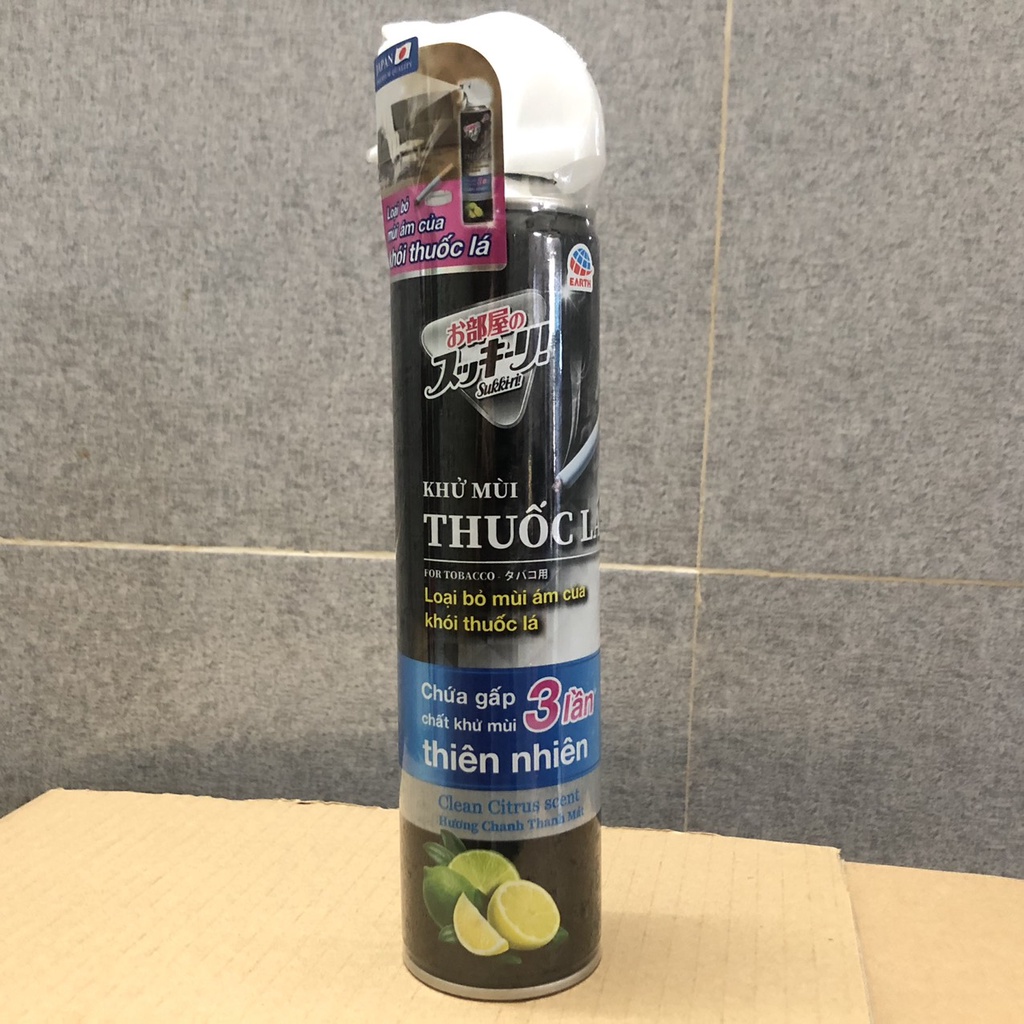 JAPAN
Loại bỏ
mùi ám của
khói thuốc lá
EARTH
お部屋の
スッキーリ!
Sukki-ri!
KHỬ MÙI
THUỐC LÁ
FOR TOBACCO - タバコ用
Loại bỏ mùi ám của
khói thuốc lá
Chứa gấp 3 lần
chất khử mùi
thiên nhiên
Clean Citrus scent
Hương Chanh Thanh Mát